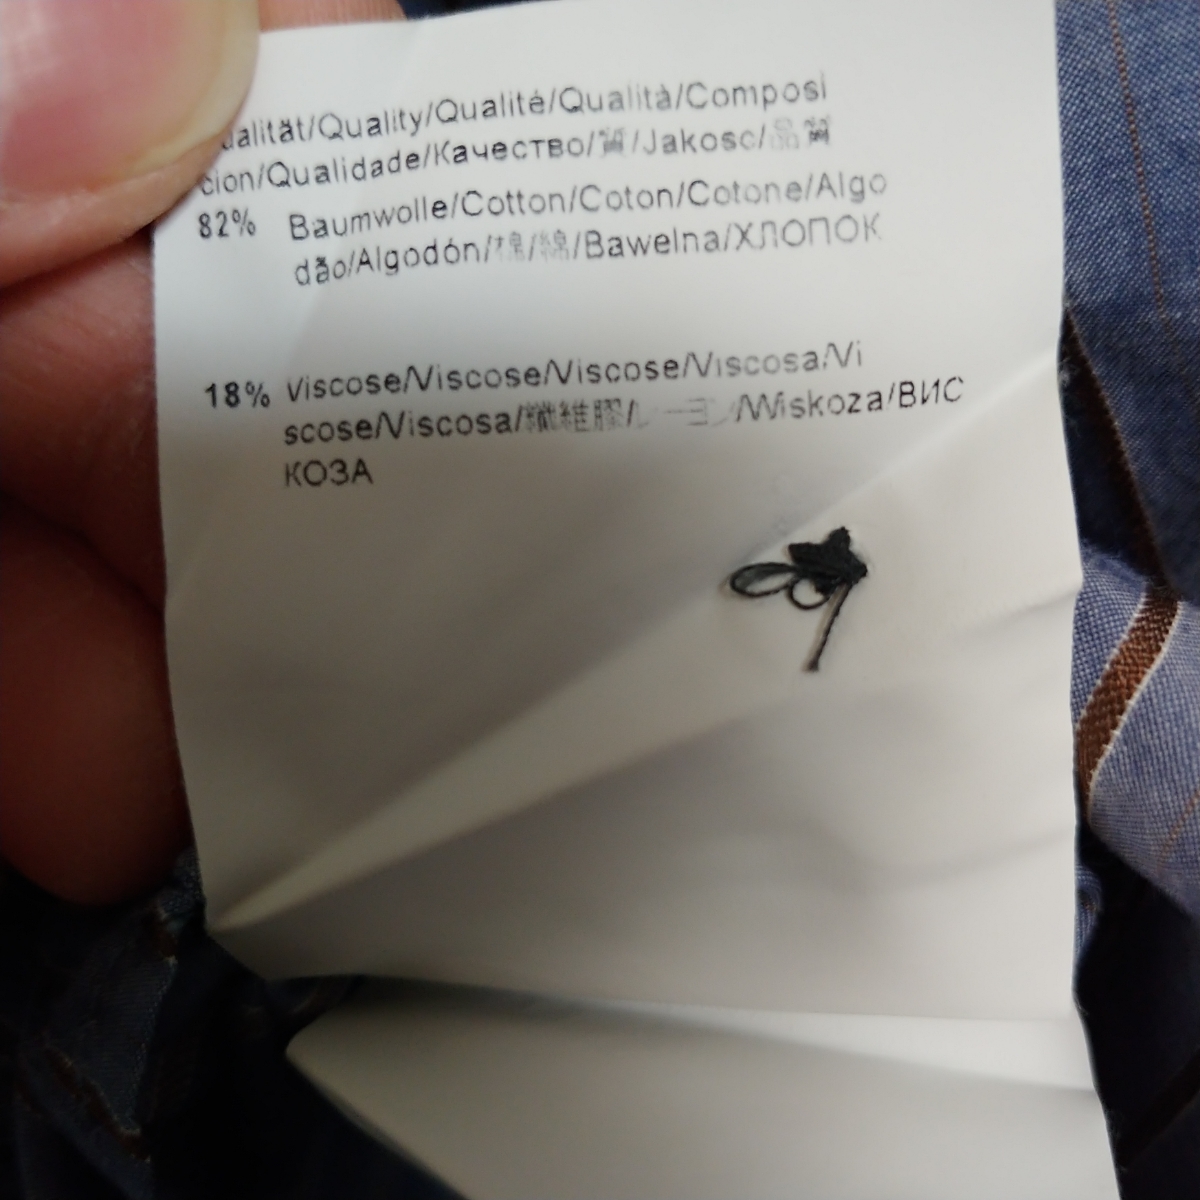 ualität/Quality/Qualité/Qualità/Composi
cion/Qualidade/Качество/質/Jakosc/品質
82% Baumwolle/Cotton/Coton/Cotone/Algo
dão/Algodón/棉/綿/Bawelna/ХЛОПОК
18% Viscose/Viscose/Viscose/Viscosa/Vi
scose/Viscosa/纖維膠/レーヨン/Wiskoza/ВИС
КОЗА